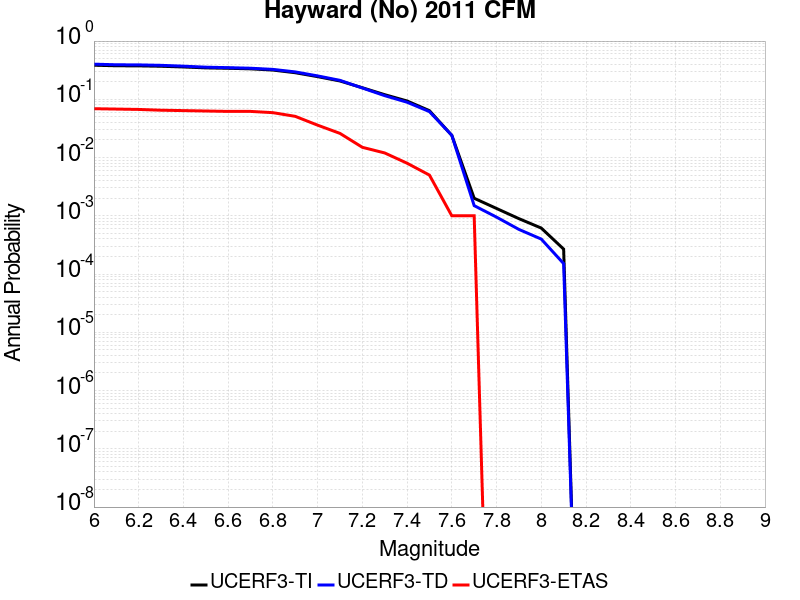 Hayward (No) 2011 CFM
10^0
10^-1
10^-2
10^-3
10^-4
10^-5
10^-6
10^-7
10^-8
Annual Probability
6 6.2 6.4 6.6 6.8 7 7.2 7.4 7.6 7.8 8 8.2 8.4 8.6 8.8 9
Magnitude
UCERF3-TI UCERF3-TD UCERF3-ETAS